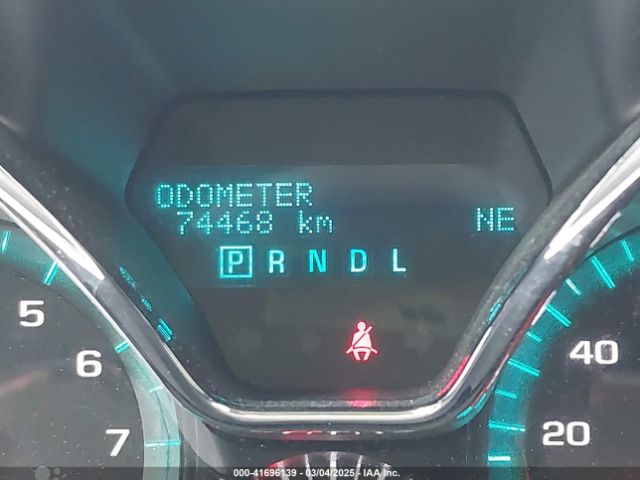 ODOMETER
74468 km NE
P R N D L
5
6
7
40
20
000-41696139 - 03/04/2025 - IAA Inc.